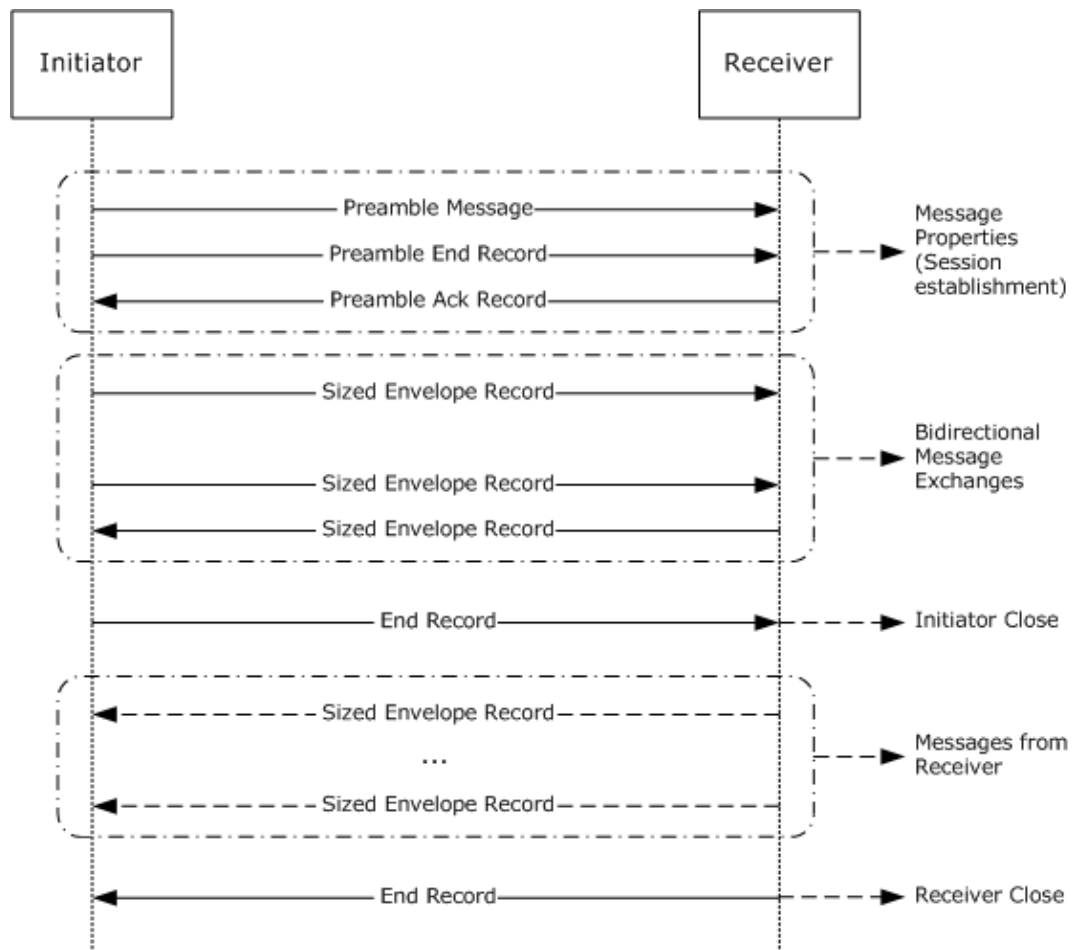 Initiator
Receiver
Preamble Message
Preamble End Record
Preamble Ack Record
Message
Properties
(Session
establishment)
Sized Envelope Record
Sized Envelope Record
Sized Envelope Record
Bidirectional
Message
Exchanges
End Record
Initiator Close
Sized Envelope Record
...
Sized Envelope Record
Messages from
Receiver
End Record
Receiver Close